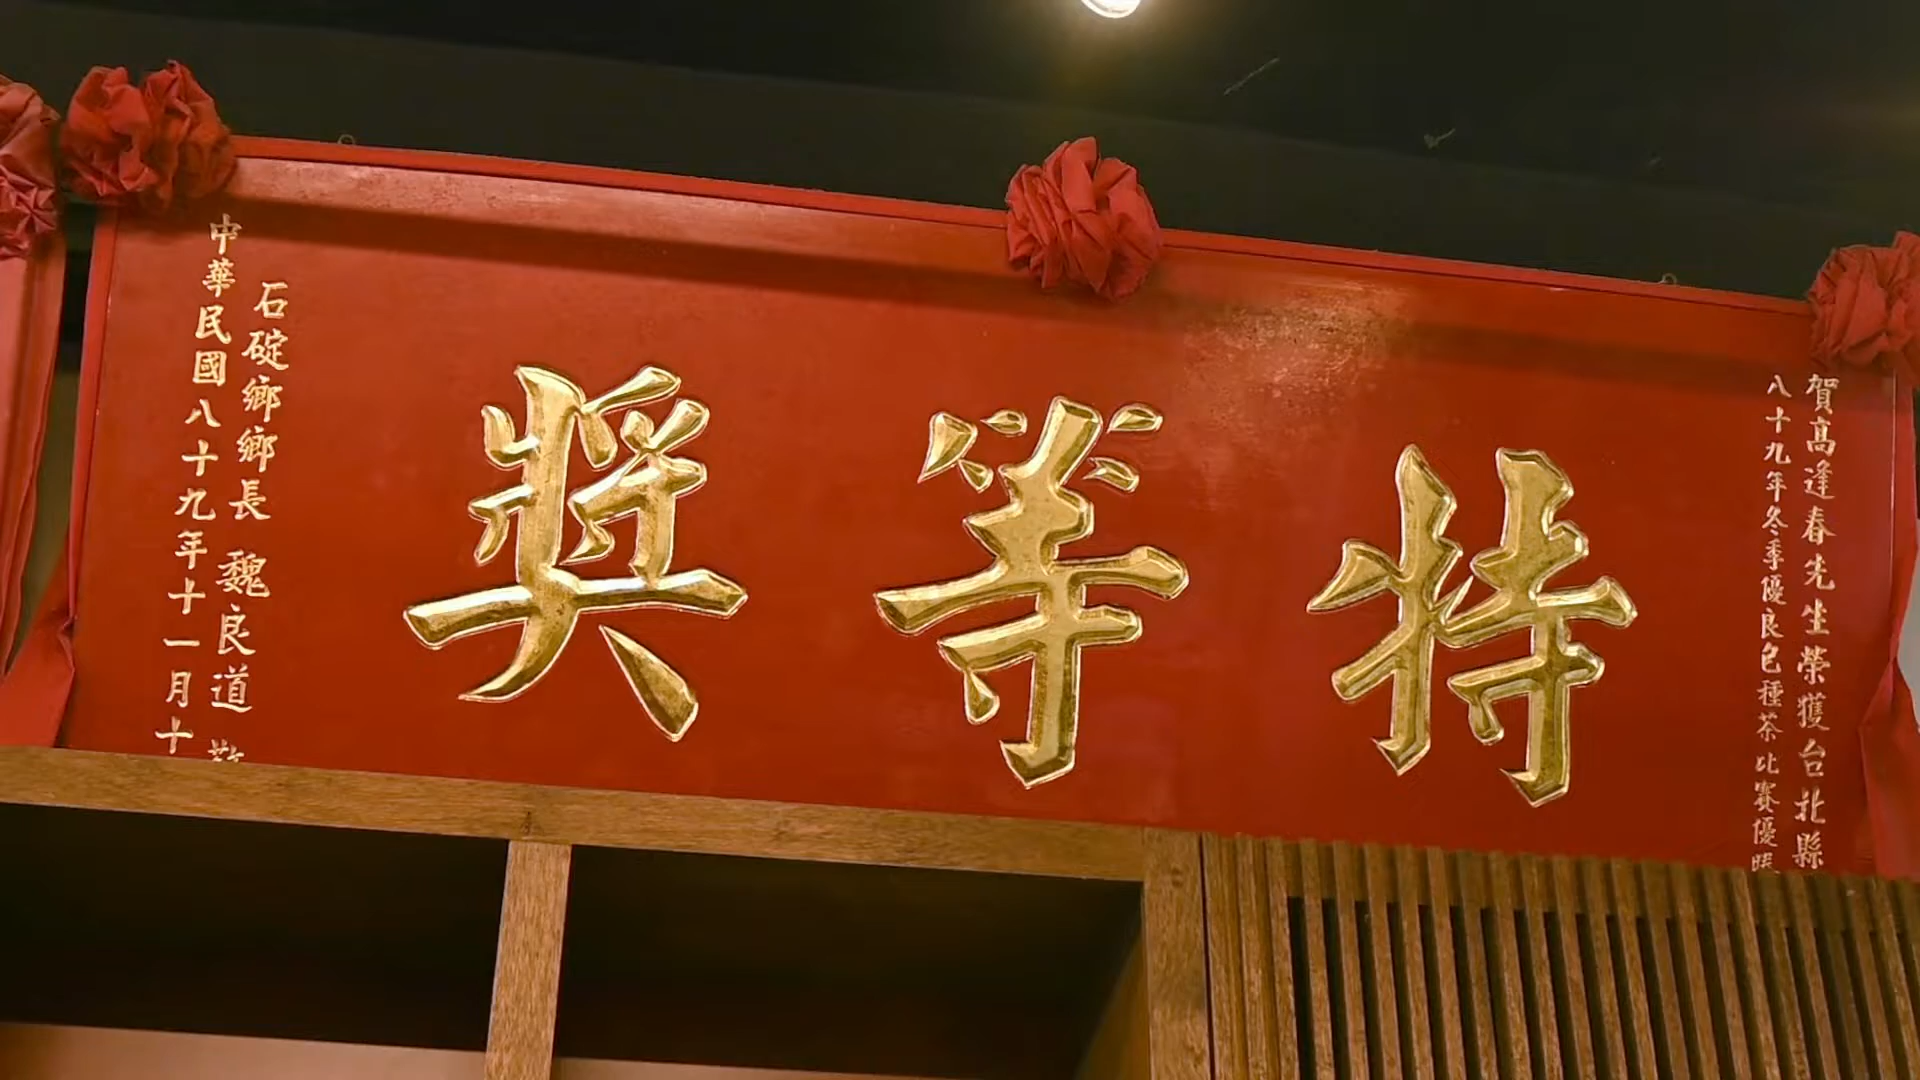 賀高逢春先生榮獲台北縣
八十九年冬季優良包種茶比賽優
特等獎
石碇鄉鄉長 魏良道
中華民國八十九年十一月十